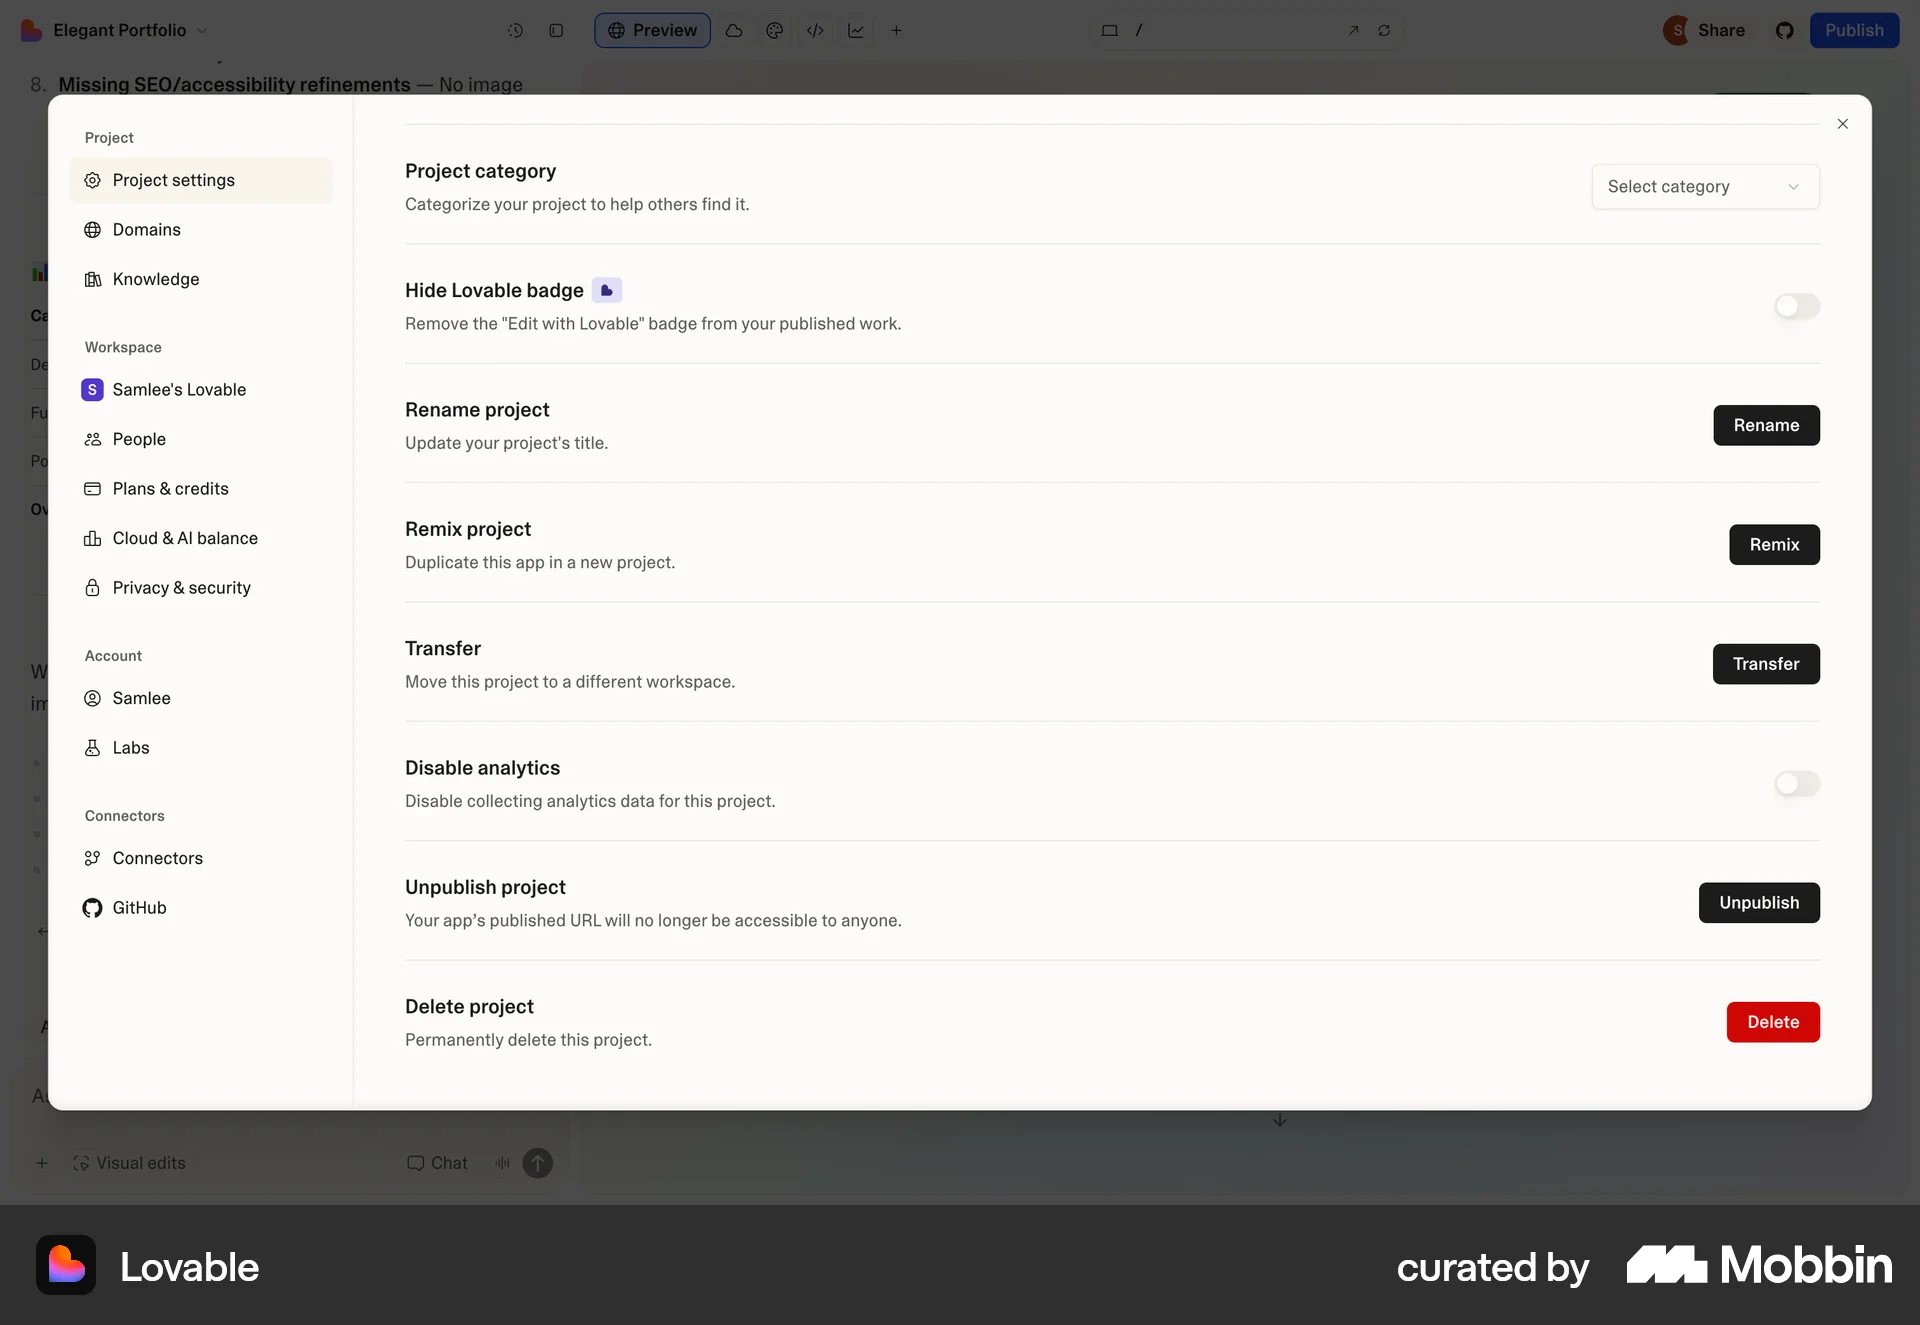 Elegant Portfolio
Preview
/
S
Share
Publish
8. Missing SEO/accessibility refinements — No image
Project
Project settings
Domains
Knowledge
Workspace
S Samlee's Lovable
People
Plans & credits
Cloud & AI balance
Privacy & security
Account
Samlee
Labs
Connectors
Connectors
GitHub
Project category
Categorize your project to help others find it.
Select category
Hide Lovable badge
Remove the "Edit with Lovable" badge from your published work.
Rename project
Update your project's title.
Rename
Remix project
Duplicate this app in a new project.
Remix
Transfer
Move this project to a different workspace.
Transfer
Disable analytics
Disable collecting analytics data for this project.
Unpublish project
Your app’s published URL will no longer be accessible to anyone.
Unpublish
Delete project
Permanently delete this project.
Delete
Visual edits
Chat
Lovable
curated by
Mobbin